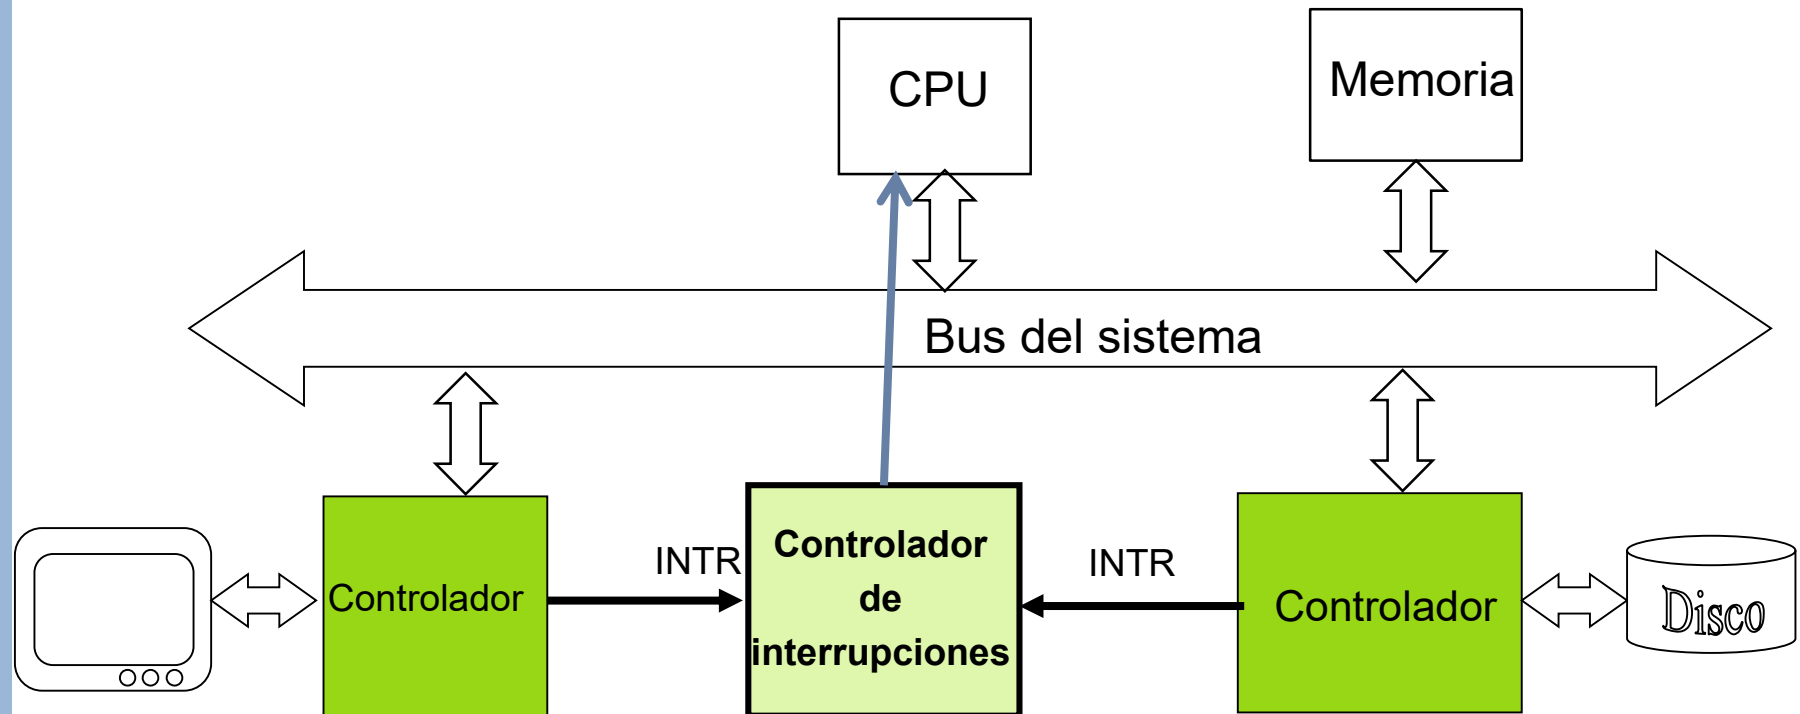 CPU
Memoria
Bus del sistema
Controlador
INTR
Controlador
de
interrupciones
INTR
Controlador
Disco